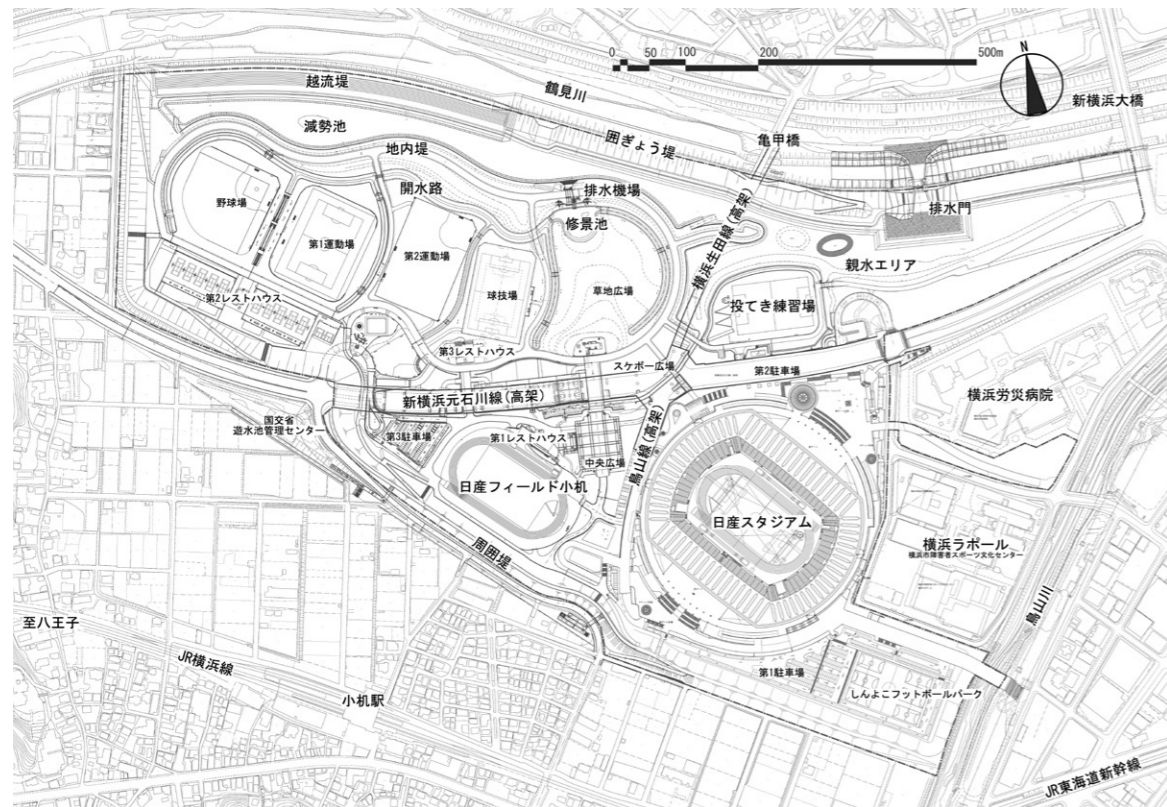 0 50 100 200 500m
N
越流堤
鶴見川
新横浜大橋
減勢池
囲ぎょう堤
亀甲橋
地内堤
開水路
排水機場
排水門
野球場
修景池
横浜生田線(高架)
第1運動場
第2運動場
親水エリア
球技場
草地広場
投てき練習場
第2レストハウス
第3レストハウス
スケボー広場
第2駐車場
新横浜元石川線(高架)
横浜労災病院
国交省
遊水池管理センター
第3駐車場
第1レストハウス
中央広場
鳥山線(高架)
日産フィールド小机
日産スタジアム
横浜ラポール
横浜市障害者スポーツ文化センター
周囲堤
鳥山川
至八王子
JR横浜線
小机駅
第1駐車場
しんよこフットボールパーク
JR東海道新幹線